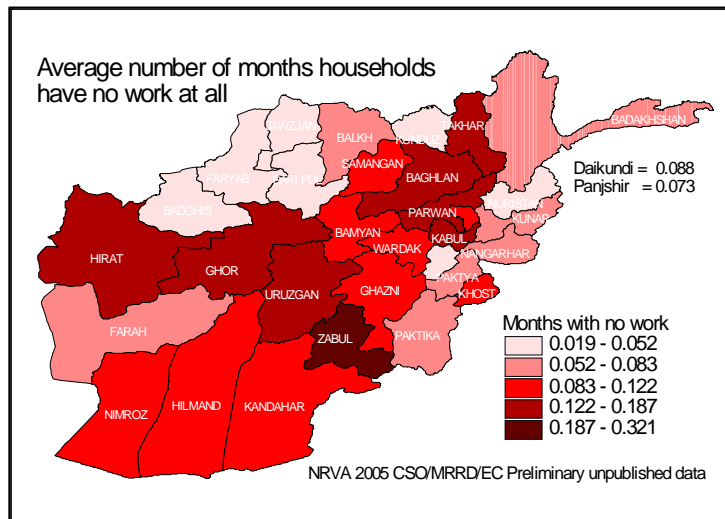 Average number of months households
have no work at all
JAWZJAN
BALKH
KUNDUZ
TAKHAR
BADAKHSHAN
SAMANGAN
FARYAB
SARI PUL
BAGHLAN
Daikundi = 0.088
Panjshir = 0.073
BADGHIS
NURISTAN
KUNAR
PARWAN
BAMYAN
KABUL
HIRAT
WARDAK
NANGARHAR
GHOR
PAKTYA
URUZGAN
GHAZNI
KHOST
FARAH
ZABUL
PAKTIKA
Months with no work
0.019 - 0.052
0.052 - 0.083
0.083 - 0.122
0.122 - 0.187
0.187 - 0.321
NIMROZ
HILMAND
KANDAHAR
NRVA 2005 CSO/MRRD/EC Preliminary unpublished data